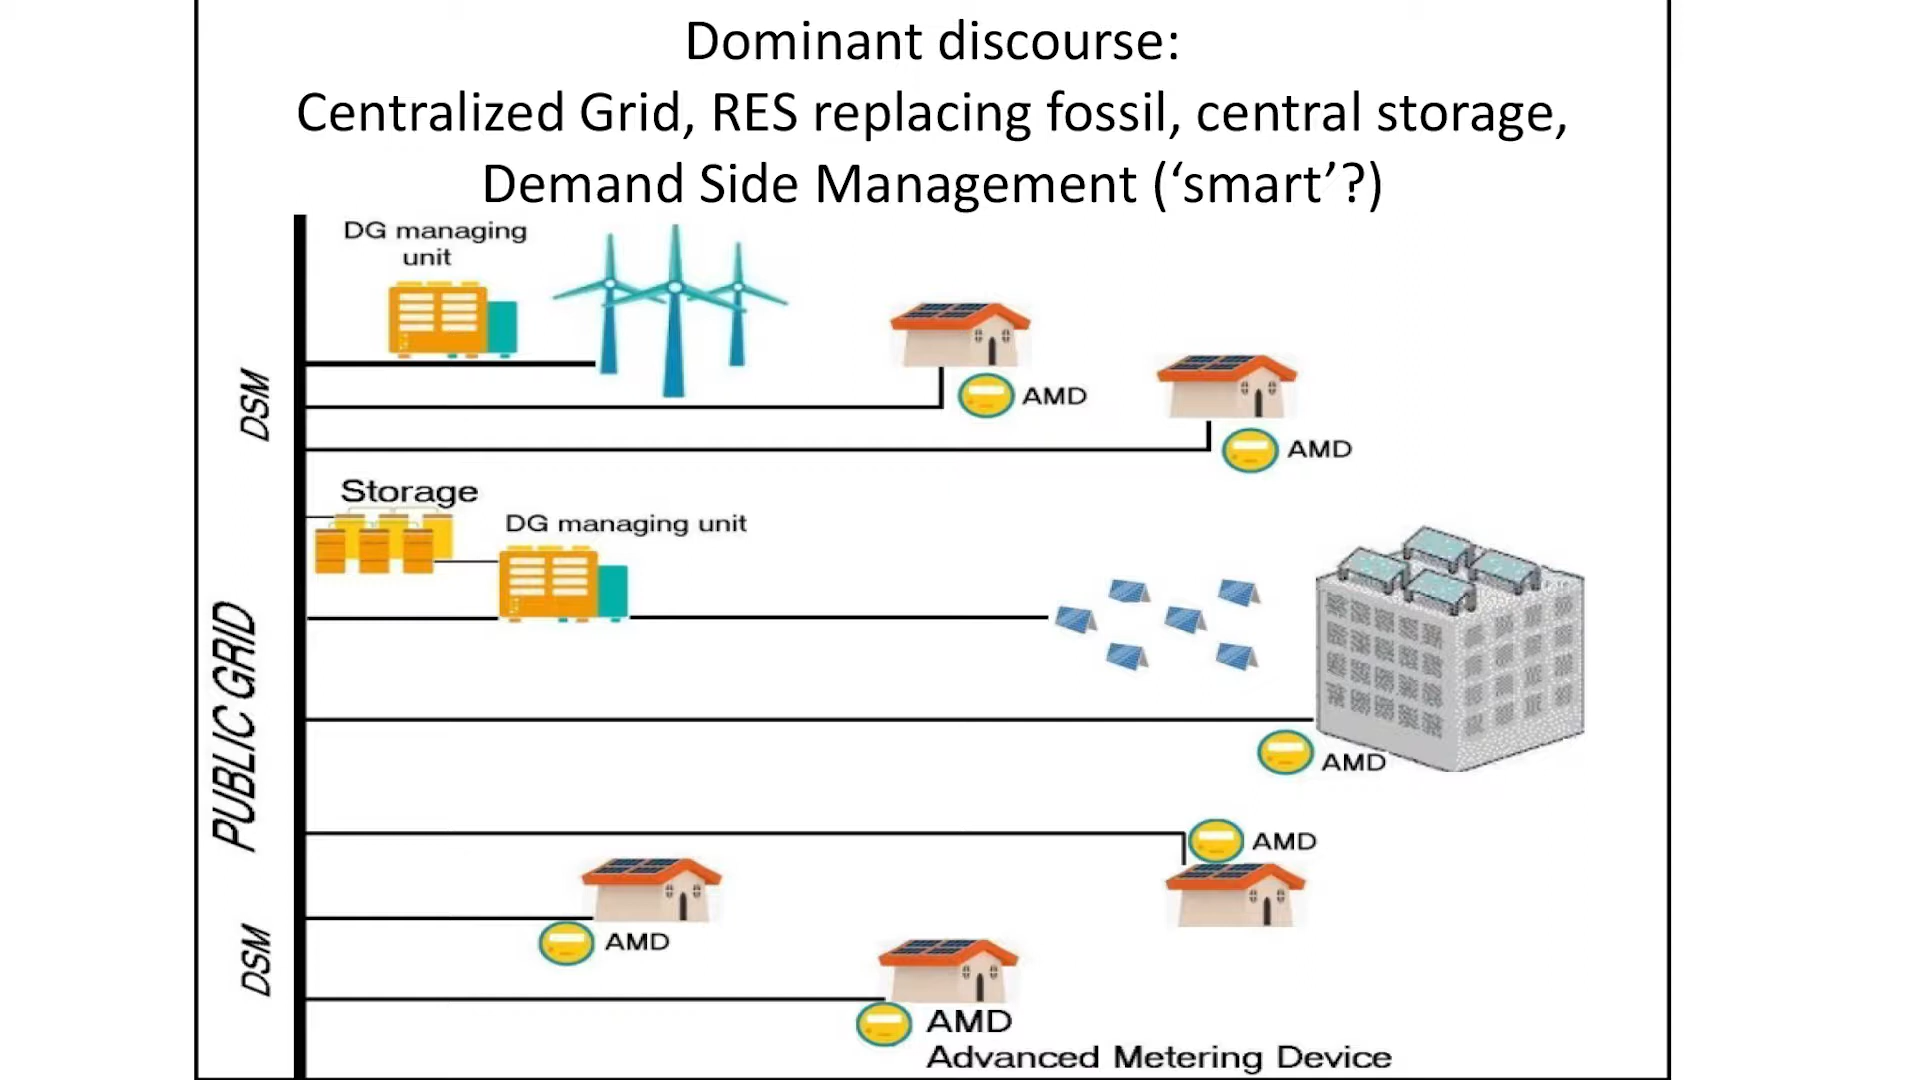 Dominant discourse:
Centralized Grid, RES replacing fossil, central storage,
Demand Side Management (‘smart’?)
DG managing
unit
DSM
AMD
AMD
Storage
DG managing unit
PUBLIC GRID
AMD
AMD
AMD
DSM
AMD
Advanced Metering Device